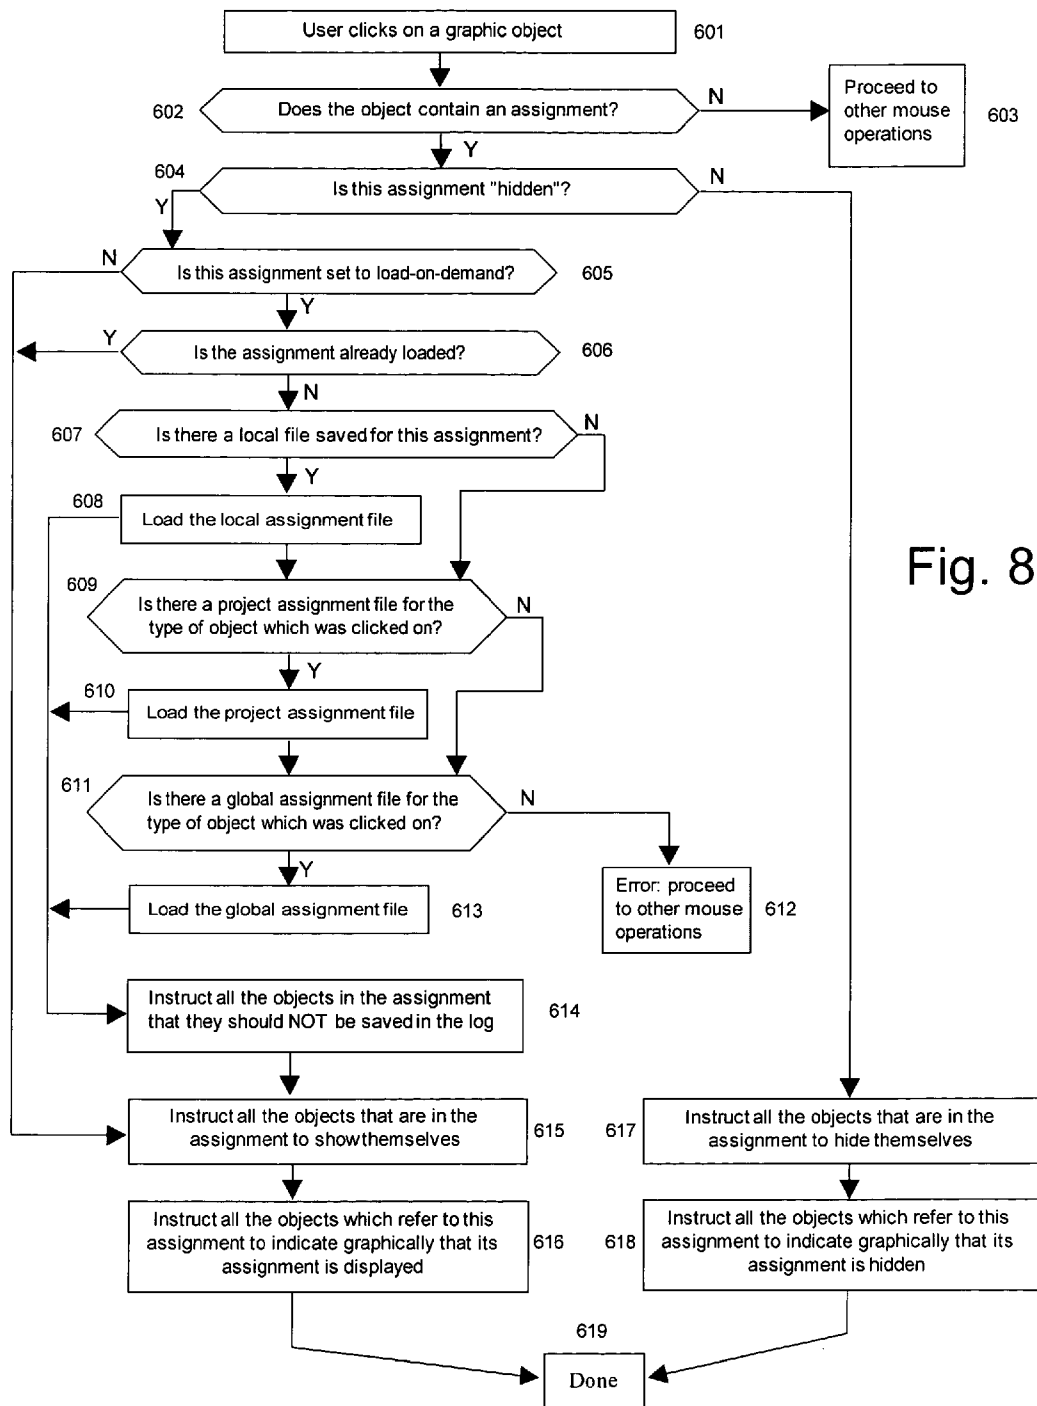 User clicks on a graphic object
601
602
Does the object contain an assignment?
N
Proceed to
other mouse
operations
603
Y
604
Is this assignment "hidden"?
N
Y
N
Is this assignment set to load-on-demand?
605
Y
Y
Is the assignment already loaded?
606
N
607
Is there a local file saved for this assignment?
N
Y
608
Load the local assignment file
Fig. 8
609
Is there a project assignment file for the
type of object which was clicked on?
N
Y
610
Load the project assignment file
611
Is there a global assignment file for the
type of object which was clicked on?
N
Y
Load the global assignment file
613
Error: proceed
to other mouse
operations
612
Instruct all the objects in the assignment
that they should NOT be saved in the log
614
Instruct all the objects that are in the
assignment to show themselves
615
617
Instruct all the objects that are in the
assignment to hide themselves
Instruct all the objects which refer to this
assignment to indicate graphically that its
assignment is displayed
616
618
Instruct all the objects which refer to this
assignment to indicate graphically that its
assignment is hidden
619
Done